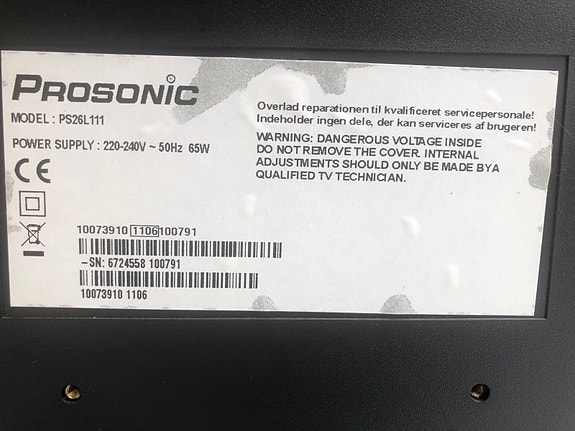 PROSONIC
MODEL : PS26L111
POWER SUPPLY : 220-240V ~ 50Hz 65W
CE
Overlad reparationen til kvalificeret servicepersonale!
Indeholder ingen dele, der kan serviceres af brugeren!
WARNING: DANGEROUS VOLTAGE INSIDE
DO NOT REMOVE THE COVER. INTERNAL
ADJUSTMENTS SHOULD ONLY BE MADE BY A
QUALIFIED TV TECHNICIAN.
10073910 1106 100791
–SN: 6724558 100791
10073910 1106